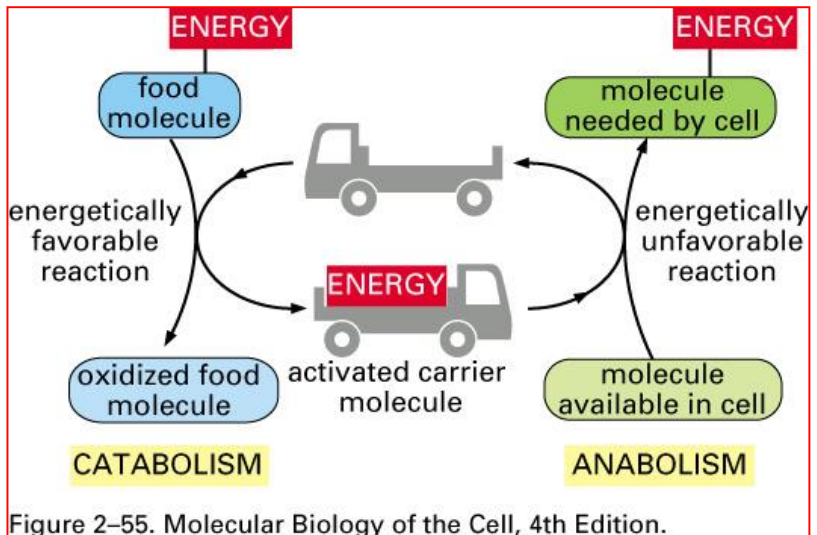 ENERGY
food
molecule
energetically
favorable
reaction
oxidized food
molecule
CATABOLISM
ENERGY
activated carrier
molecule
ENERGY
molecule
needed by cell
energetically
unfavorable
reaction
molecule
available in cell
ANABOLISM
Figure 2–55. Molecular Biology of the Cell, 4th Edition.